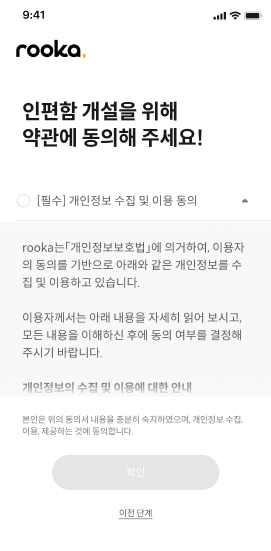 9:41
rooka,
인편함 개설을 위해
약관에 동의해 주세요!
[필수] 개인정보 수집 및 이용 동의
rooka는「개인정보보호법」에 의거하여, 이용자
의 동의를 기반으로 아래와 같은 개인정보를 수
집 및 이용하고 있습니다.
이용자께서는 아래 내용을 자세히 읽어 보시고,
모든 내용을 이해하신 후에 동의 여부를 결정해
주시기 바랍니다.
개인정보의 수집 및 이용에 대한 안내
본인은 위의 동의서 내용을 충분히 숙지하였으며, 개인정보 수집,
이용, 제공하는 것에 동의합니다.
확인
이전 단계